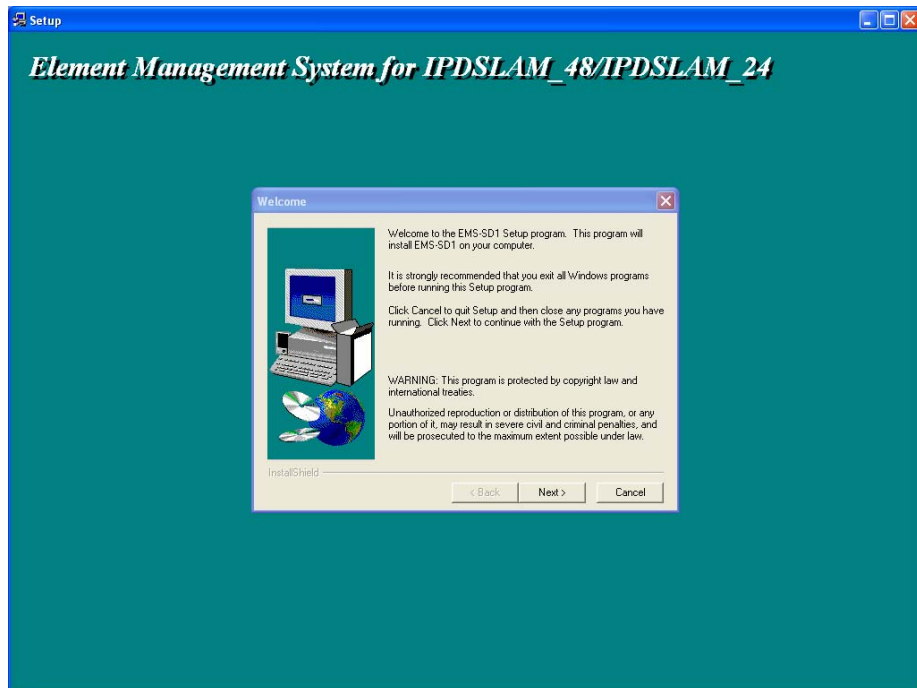 Setup
Element Management System for IPDSLAM_48/IPDSLAM_24
Welcome
Welcome to the EMS-SD1 Setup program. This program will
install EMS-SD1 on your computer.
It is strongly recommended that you exit all Windows programs
before running this Setup program.
Click Cancel to quit Setup and then close any programs you have
running. Click Next to continue with the Setup program.
WARNING: This program is protected by copyright law and
international treaties.
Unauthorized reproduction or distribution of this program, or any
portion of it, may result in severe civil and criminal penalties, and
will be prosecuted to the maximum extent possible under law.
InstallShield
< Back Next > Cancel